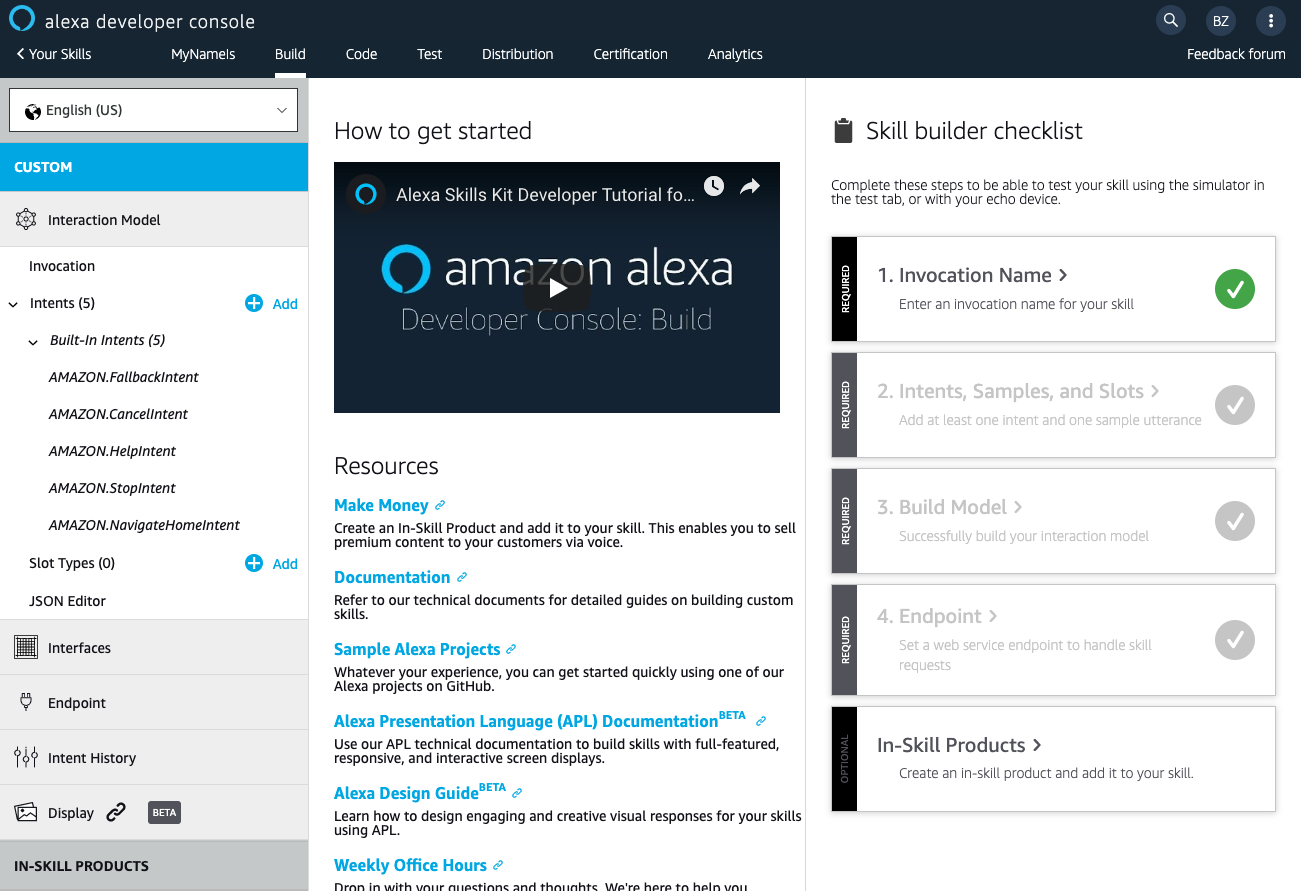 alexa developer console
BZ
Your Skills
MyNameIs
Build
Code
Test
Distribution
Certification
Analytics
Feedback forum
English (US)
CUSTOM
Interaction Model
Invocation
Intents (5)
Add
Built-In Intents (5)
AMAZON.FallbackIntent
AMAZON.CancelIntent
AMAZON.HelpIntent
AMAZON.StopIntent
AMAZON.NavigateHomeIntent
Slot Types (0)
Add
JSON Editor
Interfaces
Endpoint
Intent History
Display
BETA
IN-SKILL PRODUCTS
How to get started
Alexa Skills Kit Developer Tutorial fo...
amazon alexa
Developer Console: Build
Resources
Make Money
Create an In-Skill Product and add it to your skill. This enables you to sell
premium content to your customers via voice.
Documentation
Refer to our technical documents for detailed guides on building custom
skills.
Sample Alexa Projects
Whatever your experience, you can get started quickly using one of our
Alexa projects on GitHub.
Alexa Presentation Language (APL) Documentation BETA
Use our APL technical documentation to build skills with full-featured,
responsive, and interactive screen displays.
Alexa Design Guide BETA
Learn how to design engaging and creative visual responses for your skills
using APL.
Weekly Office Hours
Drop in with your questions and thoughts. We're here to help you
Skill builder checklist
Complete these steps to be able to test your skill using the simulator in
the test tab, or with your echo device.
REQUIRED
1. Invocation Name
Enter an invocation name for your skill
REQUIRED
2. Intents, Samples, and Slots
Add at least one intent and one sample utterance
REQUIRED
3. Build Model
Successfully build your interaction model
REQUIRED
4. Endpoint
Set a web service endpoint to handle skill
requests
OPTIONAL
In-Skill Products
Create an in-skill product and add it to your skill.